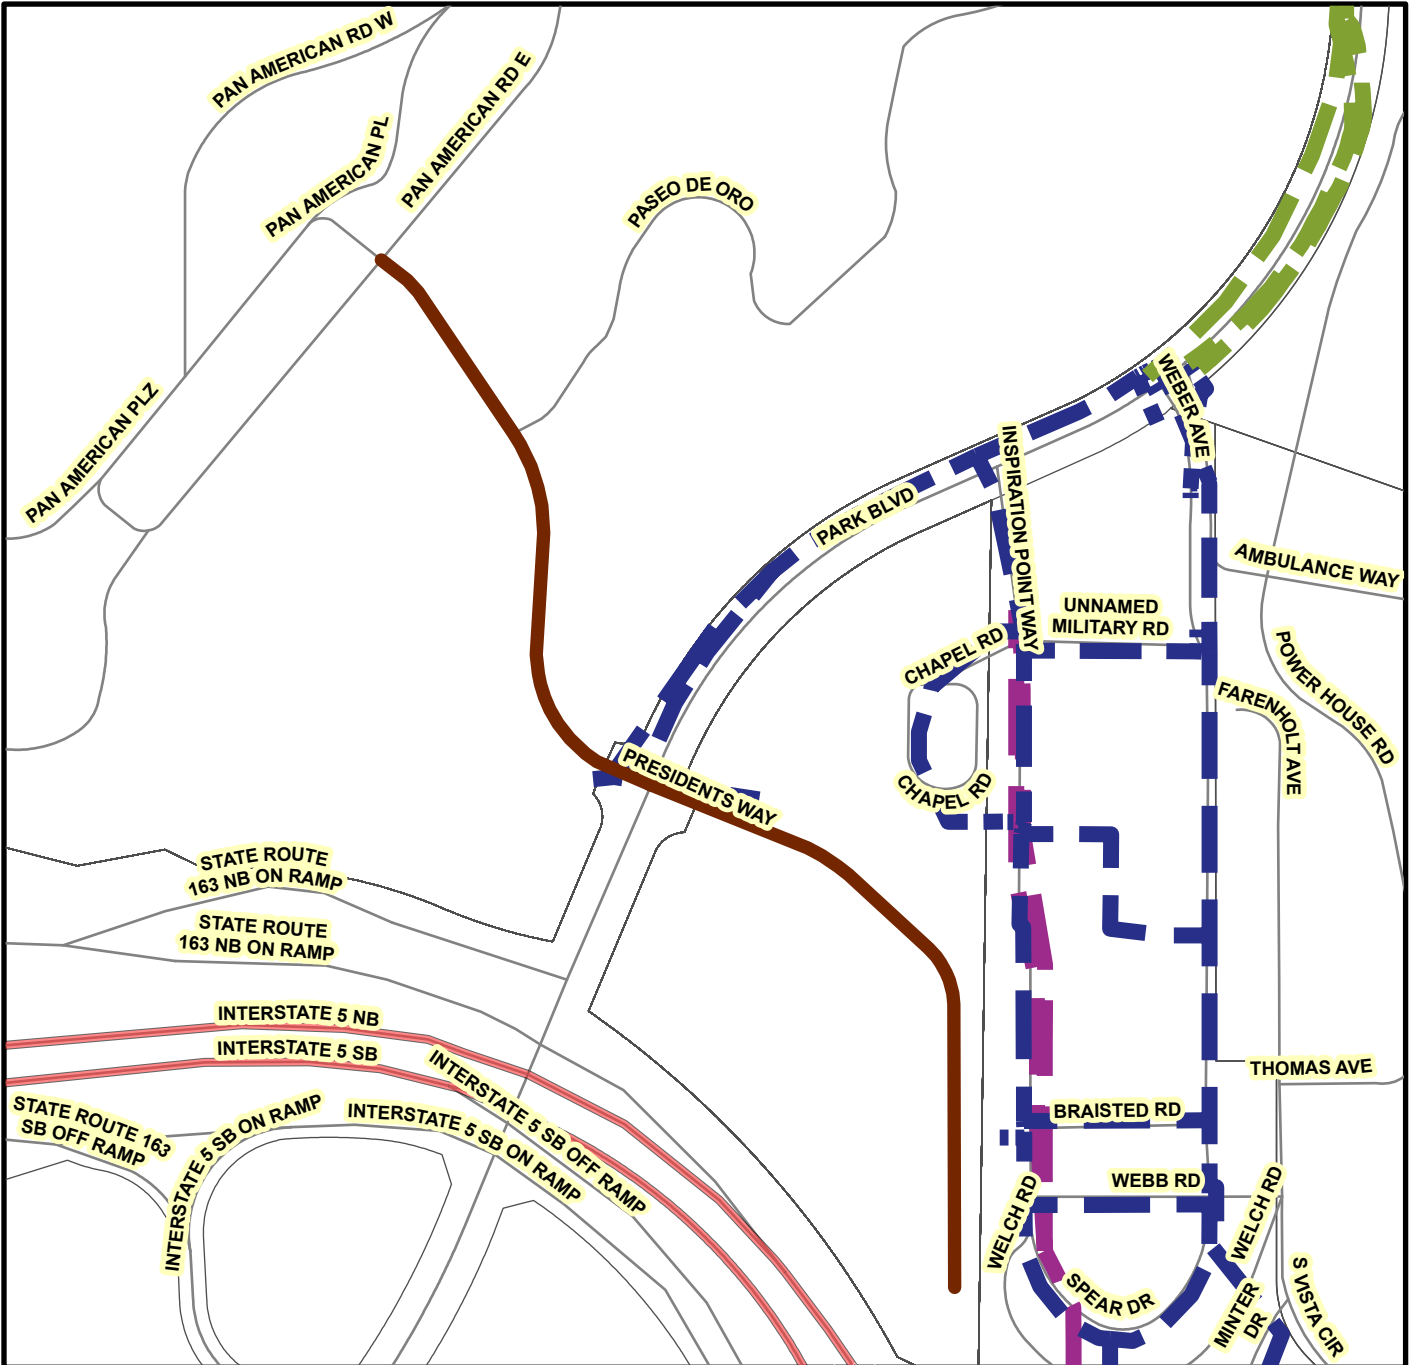 PAN AMERICAN RD W
PAN AMERICAN RD E
PAN AMERICAN PL
PASEO DE ORO
PAN AMERICAN PLZ
WEBER AVE
INSPIRATION POINT WAY
PARK BLVD
AMBULANCE WAY
UNNAMED
MILITARY RD
CHAPEL RD
POWER HOUSE RD
FARENHOLT AVE
PRESIDENTS WAY
CHAPEL RD
STATE ROUTE
163 NB ON RAMP
STATE ROUTE
163 NB ON RAMP
INTERSTATE 5 NB
INTERSTATE 5 SB
THOMAS AVE
STATE ROUTE 163
SB OFF RAMP
INTERSTATE 5 SB ON RAMP
INTERSTATE 5 SB ON RAMP
INTERSTATE 5 SB OFF RAMP
BRAISTED RD
WEBB RD
WELCH RD
WELCH RD
SPEAR DR
MINTER
DR
S VISTA CIR